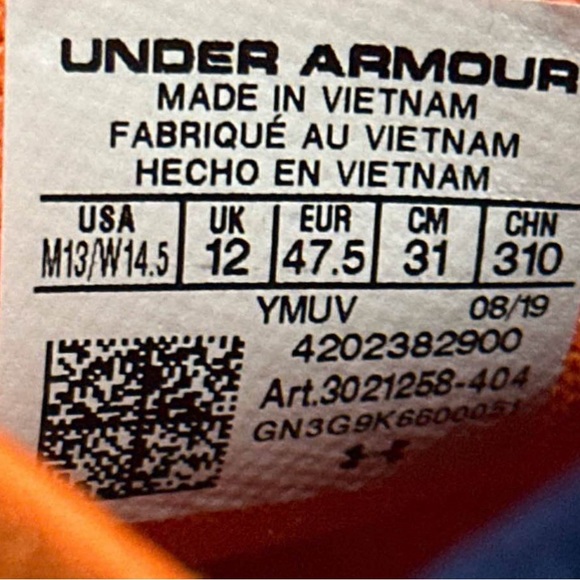 UNDER ARMOUR
MADE IN VIETNAM
FABRIQUÉ AU VIETNAM
HECHO EN VIETNAM
USA UK EUR CM CHN
M13/W14.5 12 47.5 31 310
YMUV 08/19
4202382900
Art.3021258-404
GN3G9K6600051